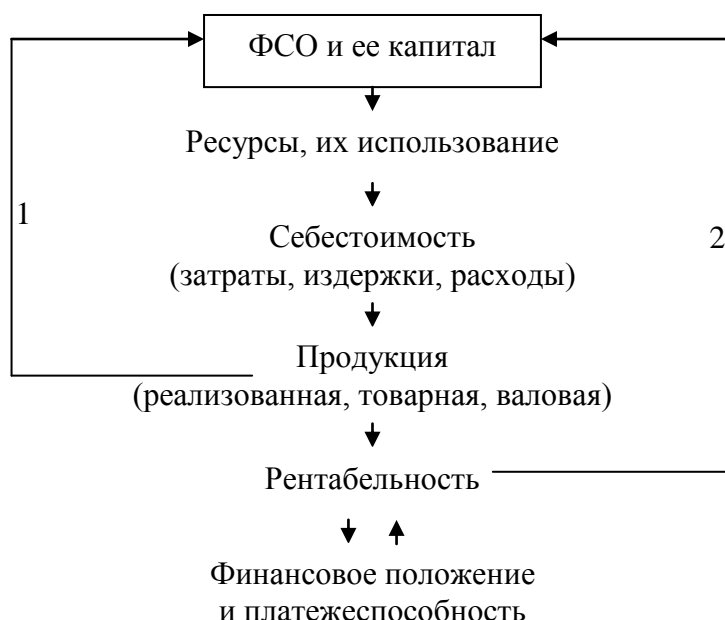 ФСО и ее капитал
Ресурсы, их использование
1
2
Себестоимость
(затраты, издержки, расходы)
Продукция
(реализованная, товарная, валовая)
Рентабельность
Финансовое положение
и платежеспособность